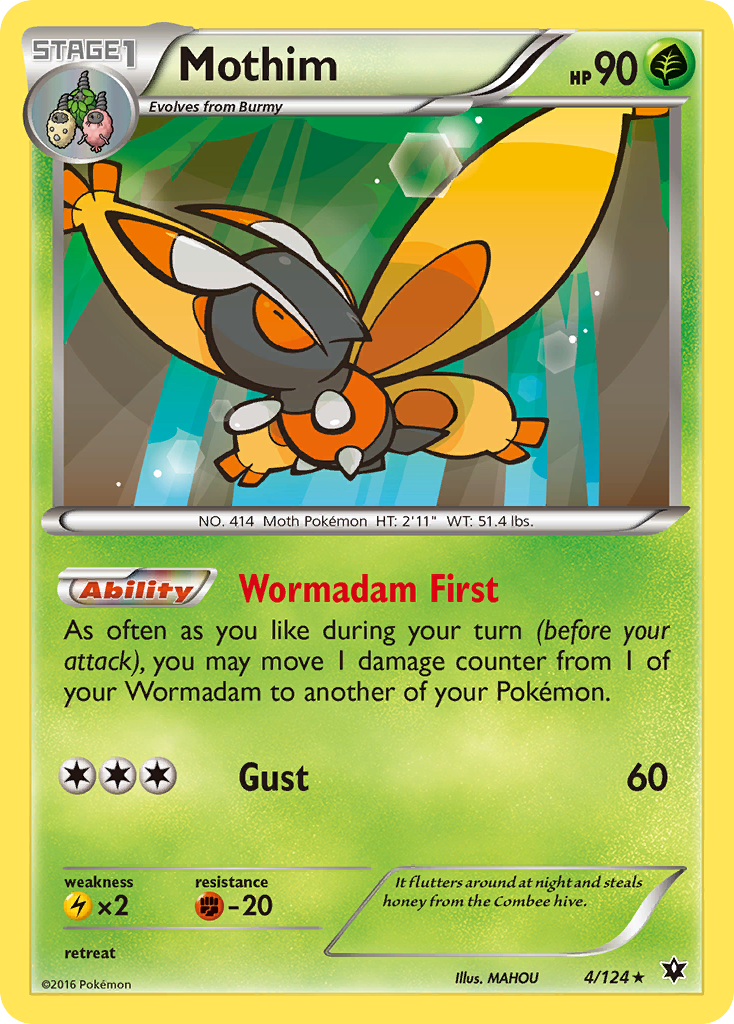 STAGE1
Mothim
HP 90
Evolves from Burmy
NO. 414 Moth Pokémon HT: 2'11" WT: 51.4 lbs.
Ability Wormadam First
As often as you like during your turn (before your
attack), you may move 1 damage counter from 1 of
your Wormadam to another of your Pokémon.
Gust 60
weakness resistance
×2 -20
retreat
It flutters around at night and steals
honey from the Combee hive.
©2016 Pokémon
Illus. MAHOU 4/124 ★